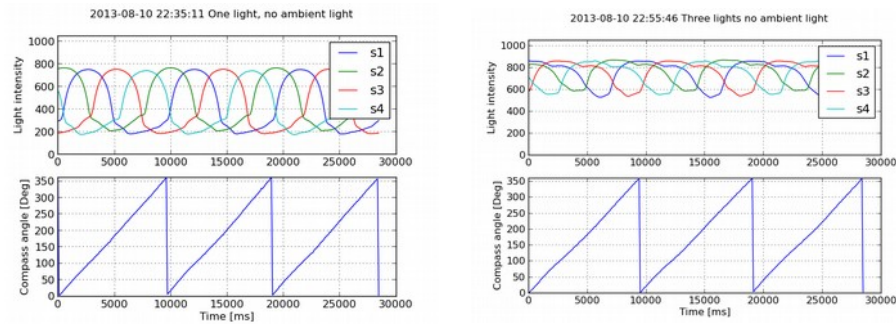 2013-08-10 22:35:11 One light, no ambient light
Light intensity
1000
800
600
400
200
0
s1
s2
s3
s4
0 5000 10000 15000 20000 25000 30000
Compass angle [Deg]
350
300
250
200
150
100
50
0
0 5000 10000 15000 20000 25000 30000
Time [ms]
2013-08-10 22:55:46 Three lights no ambient light
Light intensity
1000
800
600
400
200
0
s1
s2
s3
s4
0 5000 10000 15000 20000 25000 30000
Compass angle [Deg]
350
300
250
200
150
100
50
0
0 5000 10000 15000 20000 25000 30000
Time [ms]